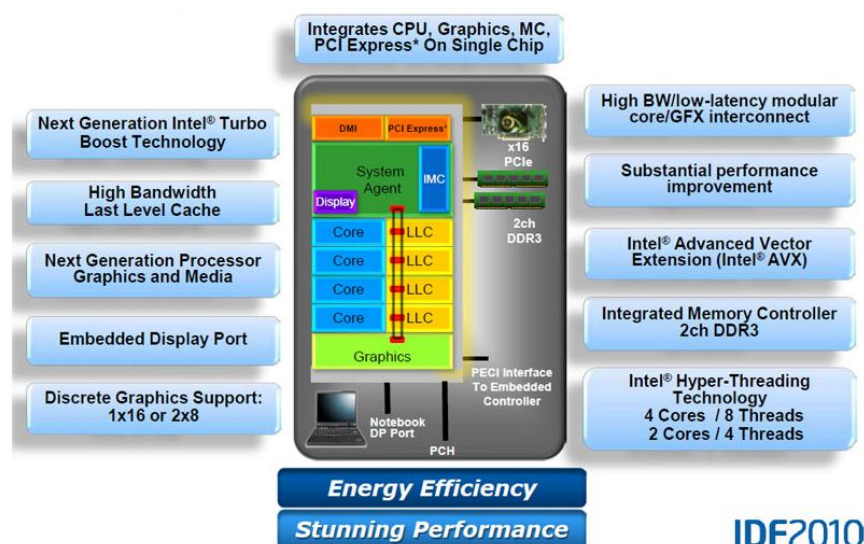 Integrates CPU, Graphics, MC,
PCI Express* On Single Chip
Next Generation Intel® Turbo
Boost Technology
High Bandwidth
Last Level Cache
Next Generation Processor
Graphics and Media
Embedded Display Port
Discrete Graphics Support:
1x16 or 2x8
DMI
PCI Express*
System
Agent
IMC
Display
Core
LLC
Core
LLC
Core
LLC
Core
LLC
Graphics
x16
PCIe
2ch
DDR3
PECI Interface
To Embedded
Controller
Notebook
DP Port
PCH
High BW/low-latency modular
core/GFX interconnect
Substantial performance
improvement
Intel® Advanced Vector
Extension (Intel® AVX)
Integrated Memory Controller
2ch DDR3
Intel® Hyper-Threading
Technology
4 Cores / 8 Threads
2 Cores / 4 Threads
Energy Efficiency
Stunning Performance
IDF2010